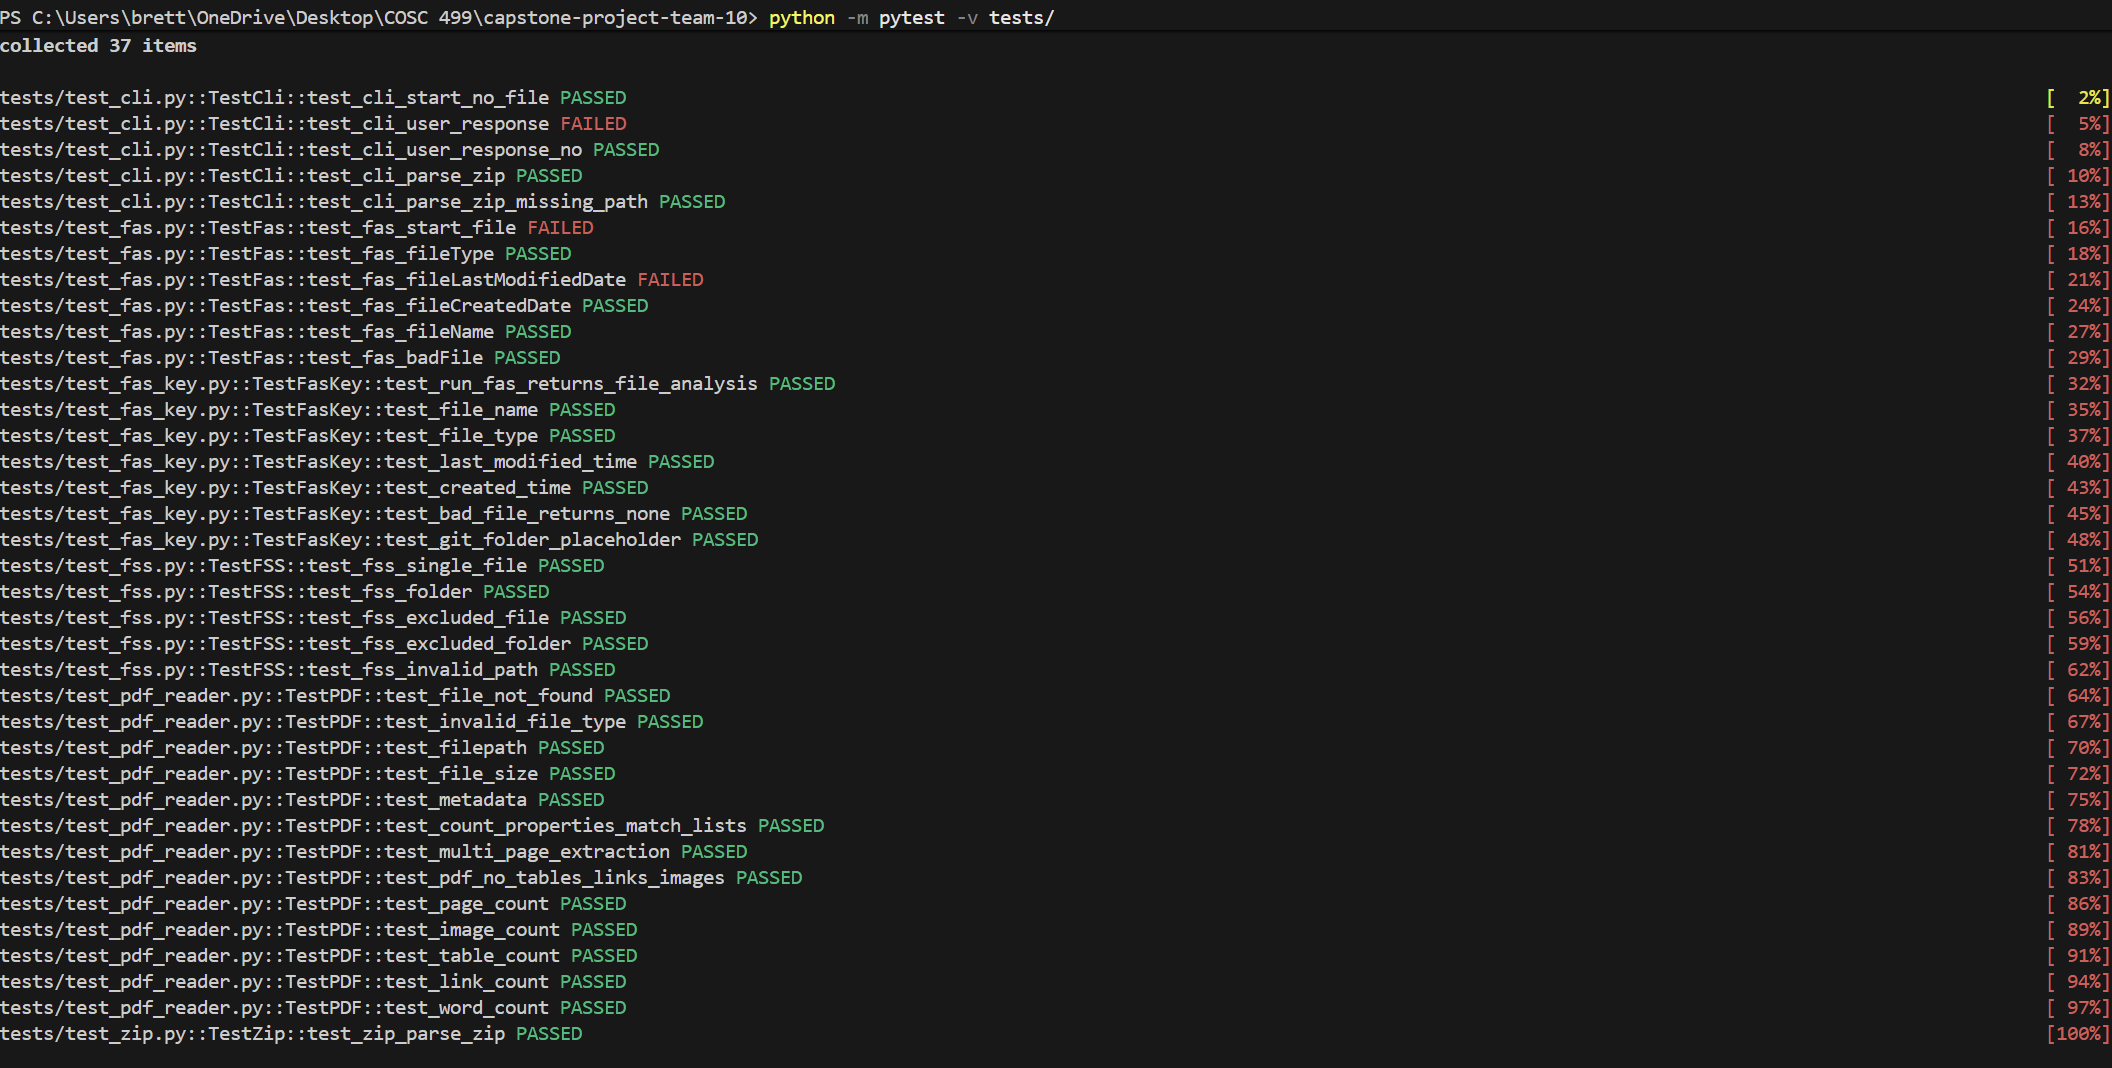 PS C:\Users\brett\OneDrive\Desktop\COSC 499\capstone-project-team-10> python -m pytest -v tests/
collected 37 items
tests/test_cli.py::TestCli::test_cli_start_no_file PASSED [  2%]
tests/test_cli.py::TestCli::test_cli_user_response FAILED [  5%]
tests/test_cli.py::TestCli::test_cli_user_response_no PASSED [  8%]
tests/test_cli.py::TestCli::test_cli_parse_zip PASSED [ 10%]
tests/test_cli.py::TestCli::test_cli_parse_zip_missing_path PASSED [ 13%]
tests/test_fas.py::TestFas::test_fas_start_file FAILED [ 16%]
tests/test_fas.py::TestFas::test_fas_fileType PASSED [ 18%]
tests/test_fas.py::TestFas::test_fas_fileLastModifiedDate FAILED [ 21%]
tests/test_fas.py::TestFas::test_fas_fileCreatedDate PASSED [ 24%]
tests/test_fas.py::TestFas::test_fas_fileName PASSED [ 27%]
tests/test_fas.py::TestFas::test_fas_badFile PASSED [ 29%]
tests/test_fas_key.py::TestFasKey::test_run_fas_returns_file_analysis PASSED [ 32%]
tests/test_fas_key.py::TestFasKey::test_file_name PASSED [ 35%]
tests/test_fas_key.py::TestFasKey::test_file_type PASSED [ 37%]
tests/test_fas_key.py::TestFasKey::test_last_modified_time PASSED [ 40%]
tests/test_fas_key.py::TestFasKey::test_created_time PASSED [ 43%]
tests/test_fas_key.py::TestFasKey::test_bad_file_returns_none PASSED [ 45%]
tests/test_fas_key.py::TestFasKey::test_git_folder_placeholder PASSED [ 48%]
tests/test_fss.py::TestFSS::test_fss_single_file PASSED [ 51%]
tests/test_fss.py::TestFSS::test_fss_folder PASSED [ 54%]
tests/test_fss.py::TestFSS::test_fss_excluded_file PASSED [ 56%]
tests/test_fss.py::TestFSS::test_fss_excluded_folder PASSED [ 59%]
tests/test_fss.py::TestFSS::test_fss_invalid_path PASSED [ 62%]
tests/test_pdf_reader.py::TestPDF::test_file_not_found PASSED [ 64%]
tests/test_pdf_reader.py::TestPDF::test_invalid_file_type PASSED [ 67%]
tests/test_pdf_reader.py::TestPDF::test_filepath PASSED [ 70%]
tests/test_pdf_reader.py::TestPDF::test_file_size PASSED [ 72%]
tests/test_pdf_reader.py::TestPDF::test_metadata PASSED [ 75%]
tests/test_pdf_reader.py::TestPDF::test_count_properties_match_lists PASSED [ 78%]
tests/test_pdf_reader.py::TestPDF::test_multi_page_extraction PASSED [ 81%]
tests/test_pdf_reader.py::TestPDF::test_pdf_no_tables_links_images PASSED [ 83%]
tests/test_pdf_reader.py::TestPDF::test_page_count PASSED [ 86%]
tests/test_pdf_reader.py::TestPDF::test_image_count PASSED [ 89%]
tests/test_pdf_reader.py::TestPDF::test_table_count PASSED [ 91%]
tests/test_pdf_reader.py::TestPDF::test_link_count PASSED [ 94%]
tests/test_pdf_reader.py::TestPDF::test_word_count PASSED [ 97%]
tests/test_zip.py::TestZip::test_zip_parse_zip PASSED [100%]